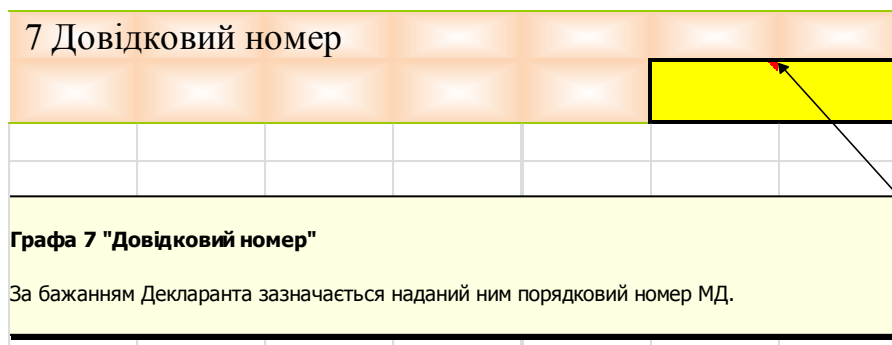 7 Довідковий номер
Графа 7 "Довідковий номер"
За бажанням Декларанта зазначається наданий ним порядковий номер МД.